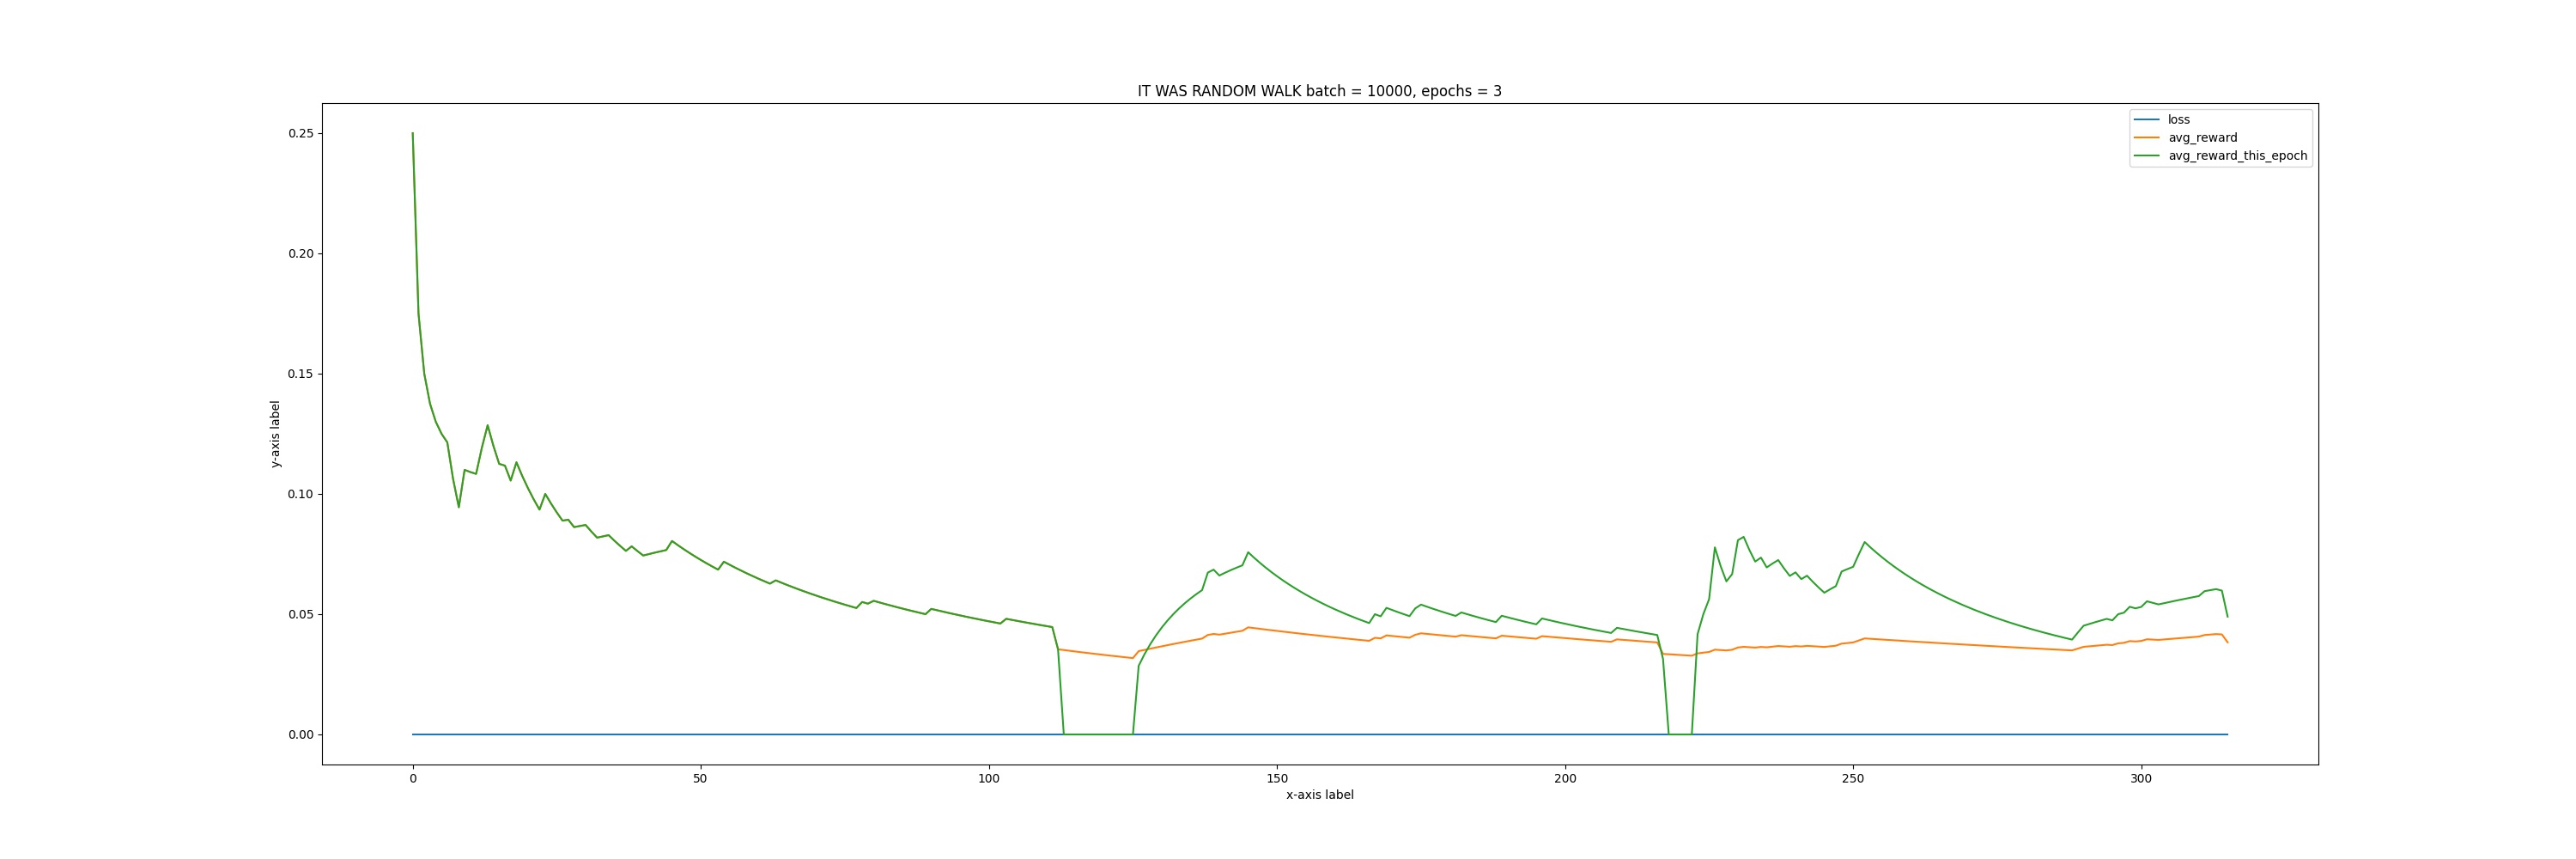 IT WAS RANDOM WALK batch = 10000, epochs = 3
loss
avg_reward
avg_reward_this_epoch
0.25
0.20
0.15
0.10
0.05
0.00
y-axis label
0 50 100 150 200 250 300
x-axis label